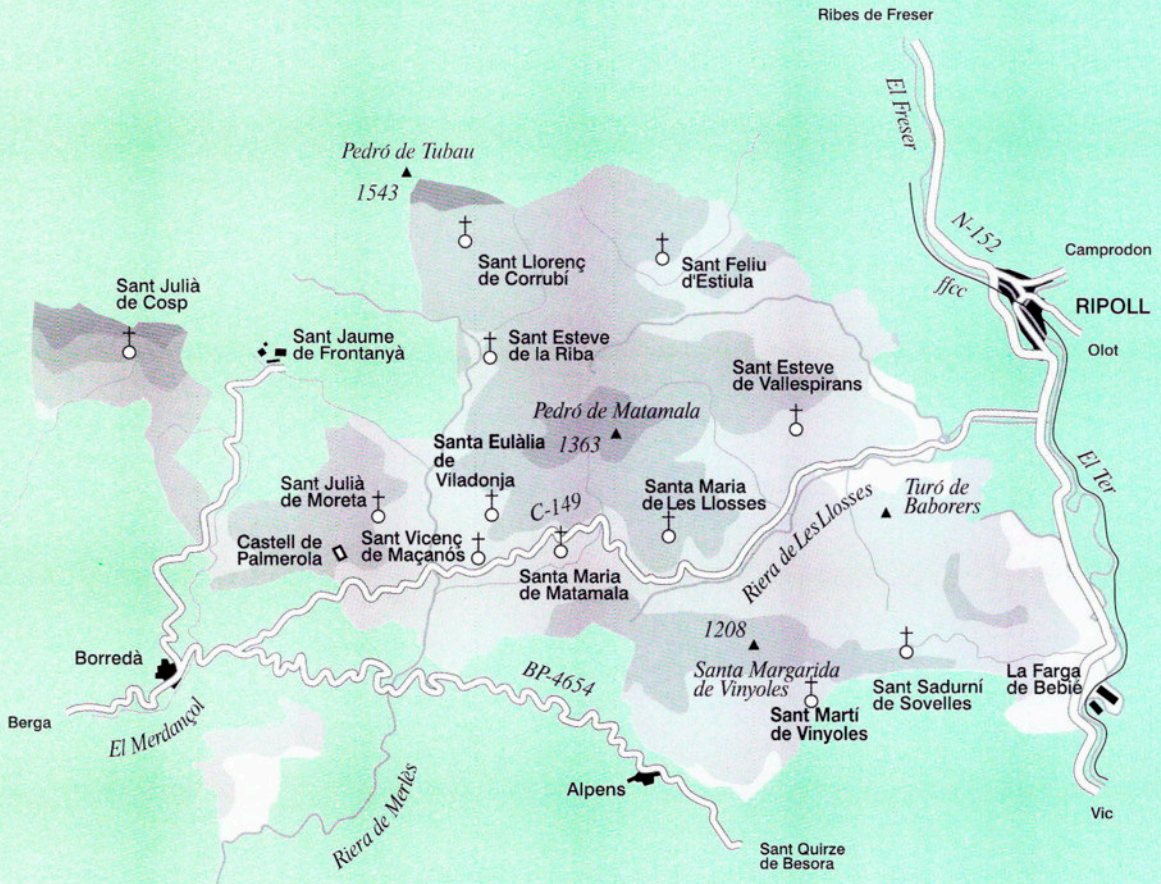 Ribes de Freser
El Freser
Pedró de Tubau
1543
N-152
Camprodon
Sant Llorenç
de Corrubí
Sant Feliu
d'Estiula
ffcc
RIPOLL
Sant Julià
de Cosp
Sant Jaume
de Frontanyà
Sant Esteve
de la Riba
Olot
Sant Esteve
de Vallespirans
Pedró de Matamala
1363
Santa Eulàlia
de
Viladonja
El Ter
Sant Julià
de Moreta
C-149
Santa Maria
de Les Llosses
Turó de
Baborers
Castell de
Palmerola
Sant Vicenç
de Maçanós
Riera de Les Llosses
Santa Maria
de Matamala
1208
Borredà
BP-4654
Santa Margarida
de Vinyoles
Sant Sadurní
de Sovelles
La Farga
de Bebié
Sant Martí
de Vinyoles
Berga
El Merdançol
Riera de Merlès
Alpens
Vic
Sant Quirze
de Besora